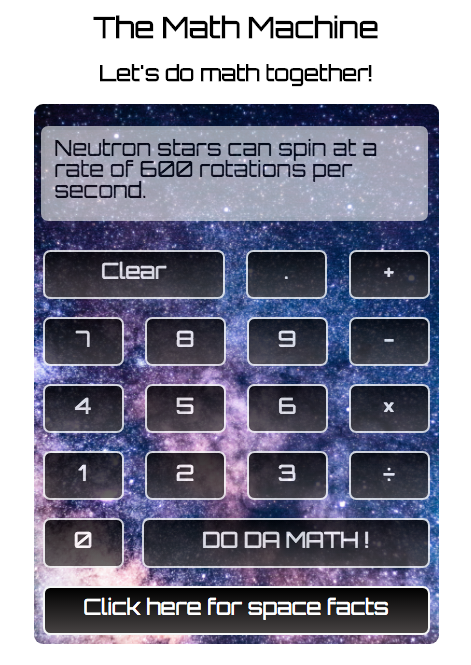 The Math Machine
Let's do math together!
Neutron stars can spin at a
rate of 600 rotations per
second.
Clear . +
7 8 9 -
4 5 6 x
1 2 3 ÷
0 DO DA MATH !
Click here for space facts